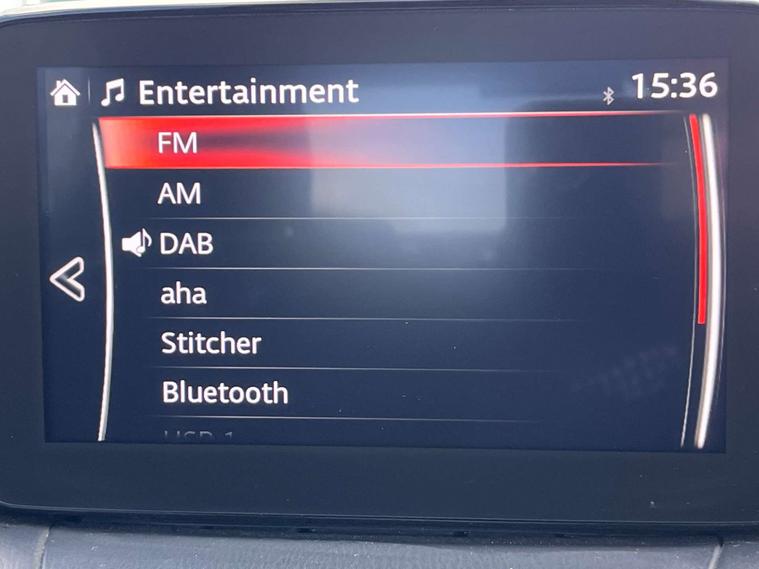 Entertainment 15:36
FM
AM
DAB
aha
Stitcher
Bluetooth